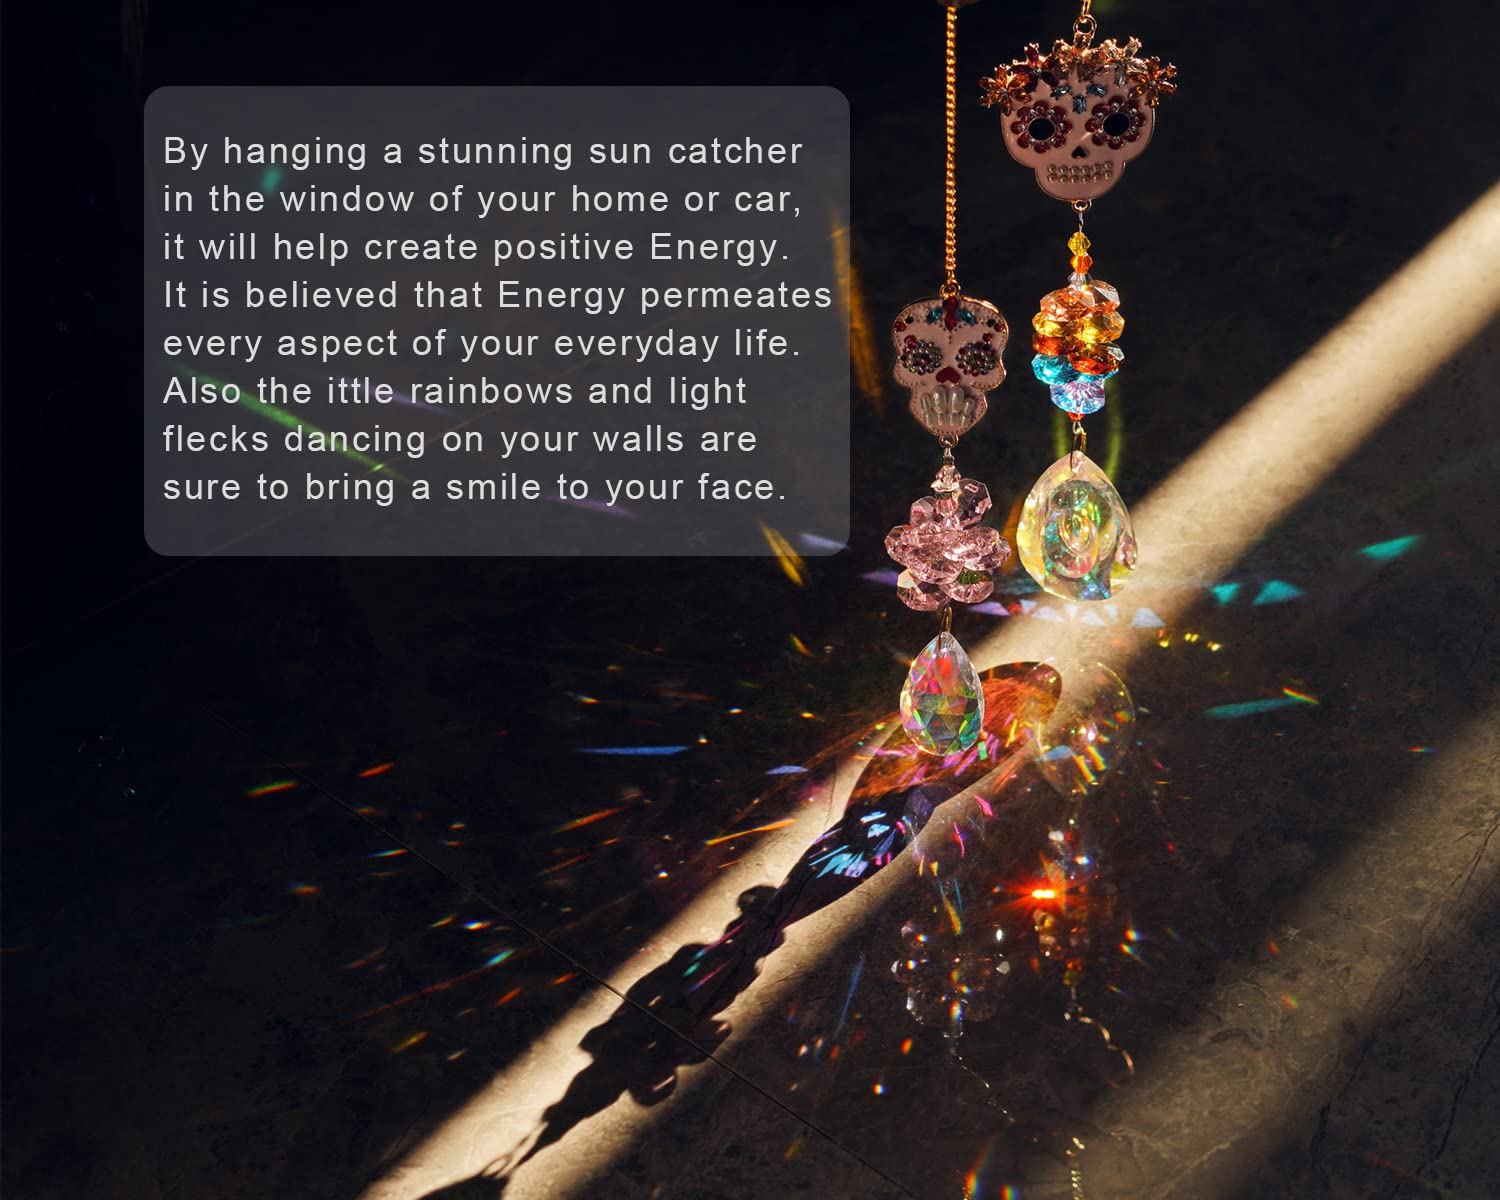 By hanging a stunning sun catcher
in the window of your home or car,
it will help create positive Energy.
It is believed that Energy permeates
every aspect of your everyday life.
Also the ittle rainbows and light
flecks dancing on your walls are
sure to bring a smile to your face.